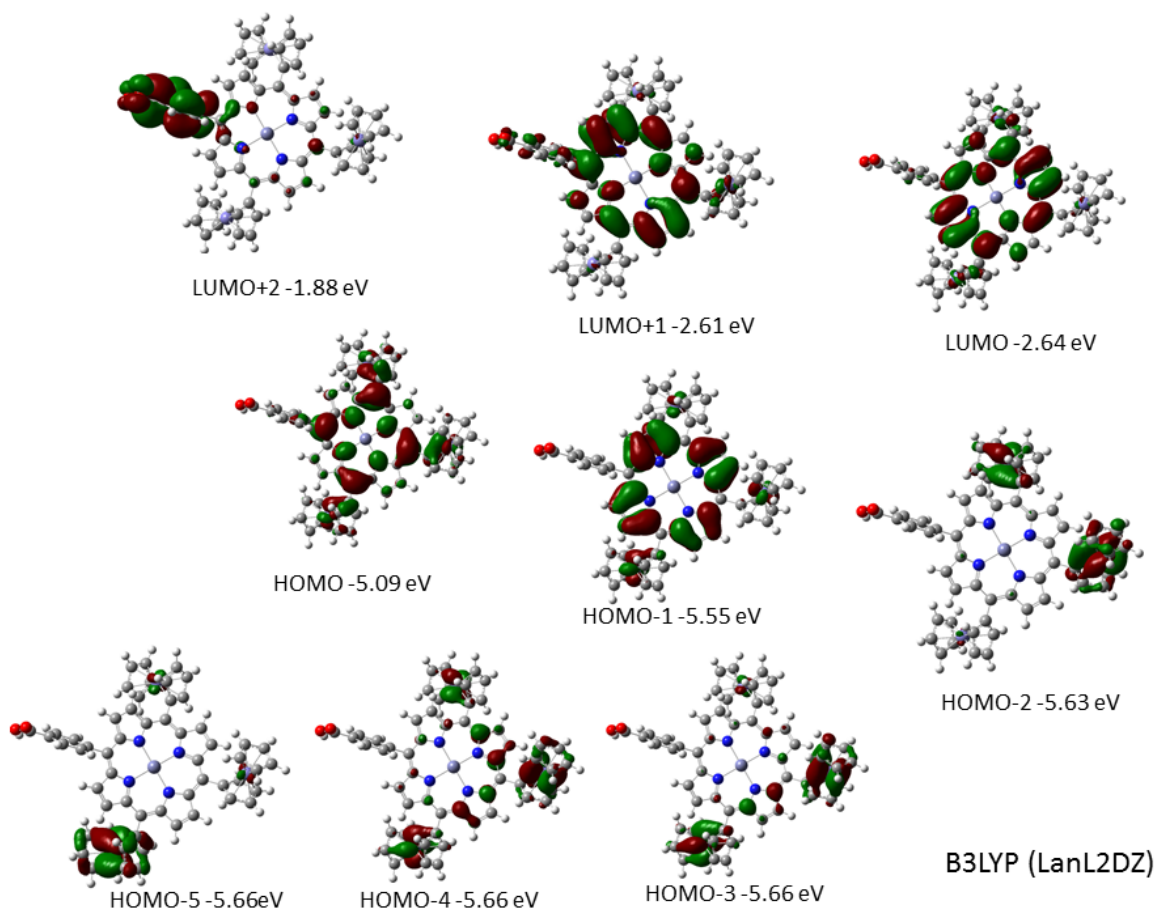 LUMO+2 -1.88 eV
LUMO+1 -2.61 eV
LUMO -2.64 eV
HOMO -5.09 eV
HOMO-1 -5.55 eV
HOMO-2 -5.63 eV
HOMO-5 -5.66eV
HOMO-4 -5.66 eV
HOMO-3 -5.66 eV
B3LYP (LanL2DZ)